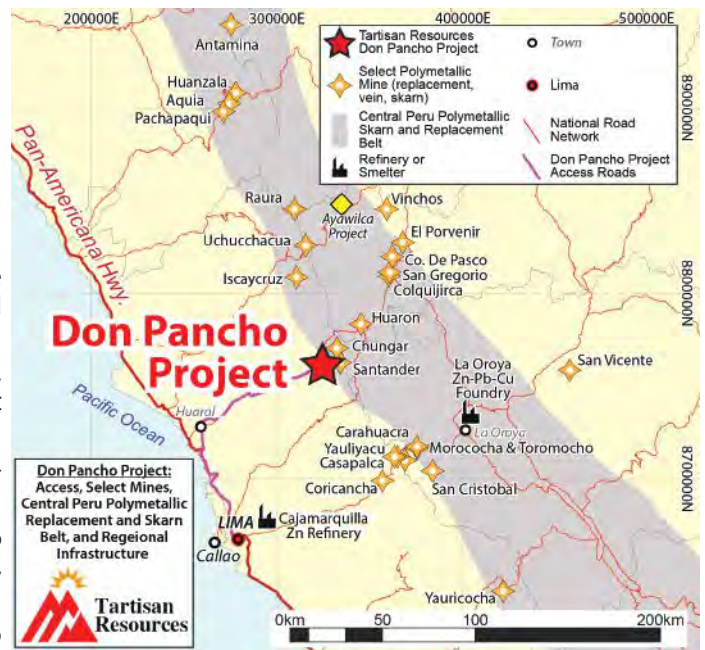 200000E
300000E
400000E
500000E
Antamina
Huanzala
Aquia
Pachapaqui
Tartisan Resources
Don Pancho Project
Select Polymetallic
Mine (replacement,
vein, skarn)
Central Peru Polymetallic
Skarn and Replacement
Belt
Refinery or
Smelter
Town
Lima
National Road
Network
Don Pancho Project
Access Roads
8900000N
Pan-Americana Hwy.
Raura
Ayawilca
Project
Vinchos
Uchucchacua
El Porvenir
Co. De Pasco
San Gregorio
Colquijirca
Iscaycruz
8800000N
Huaron
Don Pancho
Project
Chungar
Santander
La Oroya
Zn-Pb-Cu
Foundry
San Vicente
Pacific Ocean
Huaral
La Oroya
Carahuacra
Yauliyacu
Casapalca
Morococha & Toromocho
Coricancha
San Cristobal
8700000N
Don Pancho Project:
Access, Select Mines,
Central Peru Polymetallic
Replacement and Skarn
Belt, and Regeional
Infrastructure
Tartisan
Resources
LIMA
Callao
Cajamarquilla
Zn Refinery
Yauricocha
0km
50
100
200km